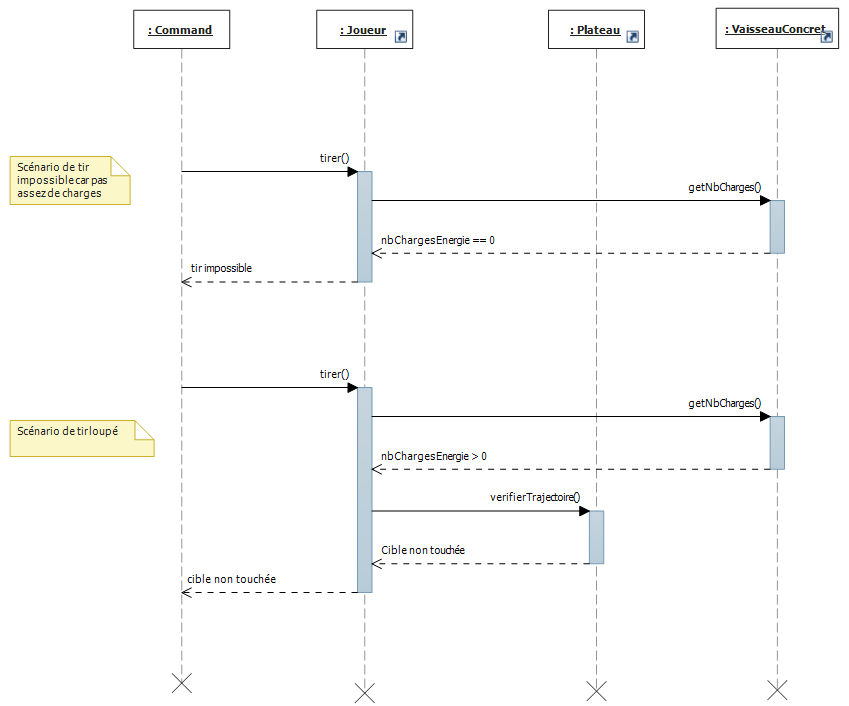 : Command
: Joueur
: Plateau
: VaisseauConcret
Scénario de tir
impossible car pas
assez de charges
tirer()
getNbCharges()
nbChargesEnergie == 0
tir impossible
tirer()
getNbCharges()
Scénario de tir loupé
nbChargesEnergie > 0
verifierTrajectoire()
Cible non touchée
cible non touchée